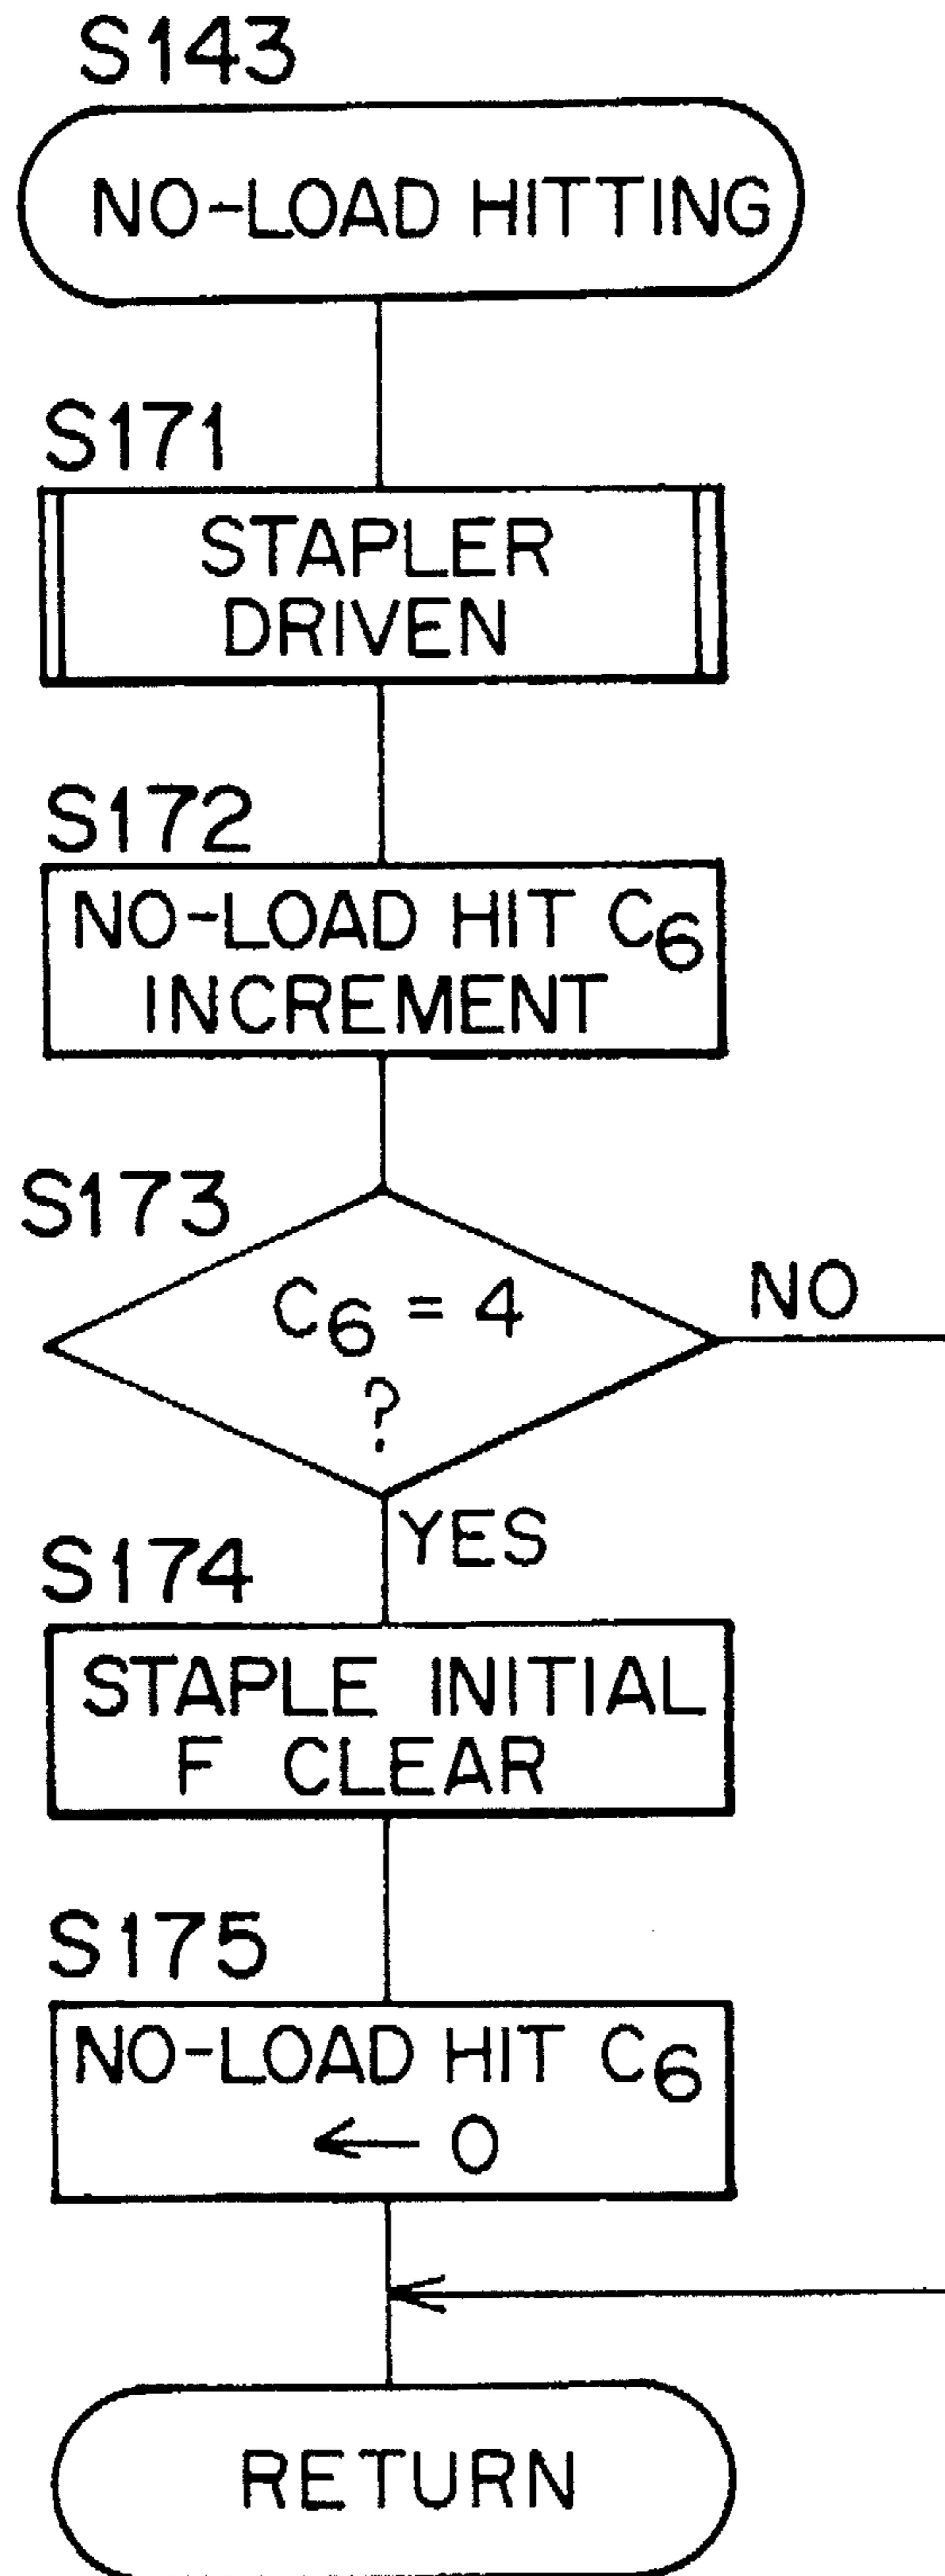 S143
NO-LOAD HITTING
S171
STAPLER
DRIVEN
S172
NO-LOAD HIT C6
INCREMENT
S173
C6 = 4
?
NO
YES
S174
STAPLE INITIAL
F CLEAR
S175
NO-LOAD HIT C6
← 0
RETURN